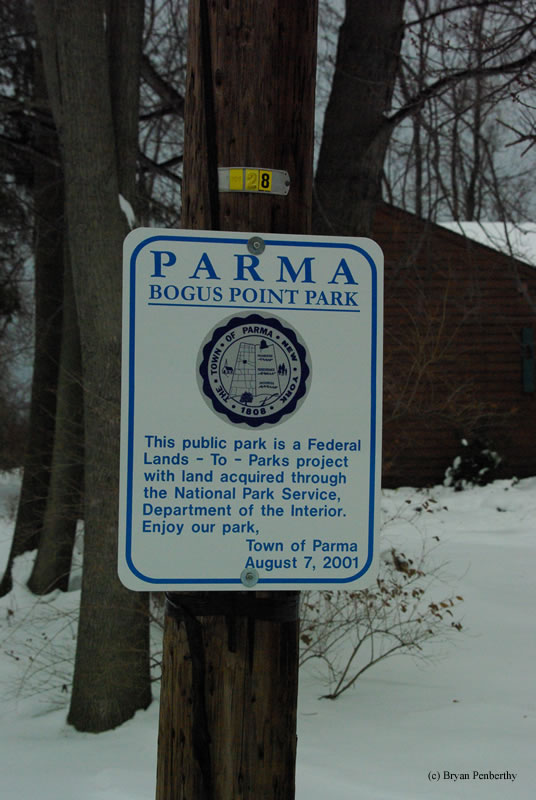 28
PARMA
BOGUS POINT PARK
THE TOWN OF PARMA NEW YORK
1808
This public park is a Federal
Lands - To - Parks project
with land acquired through
the National Park Service,
Department of the Interior.
Enjoy our park,
Town of Parma
August 7, 2001
(c) Bryan Penberthy